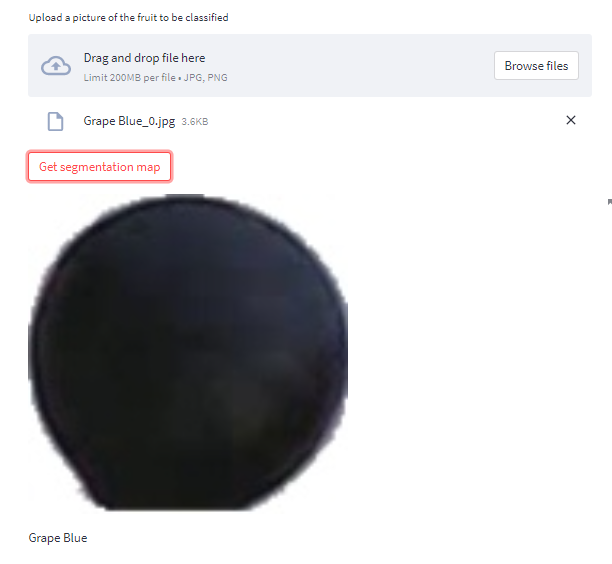 Upload a picture of the fruit to be classified
Drag and drop file here
Limit 200MB per file • JPG, PNG
Browse files
Grape Blue_0.jpg 3.6KB
Get segmentation map
Grape Blue